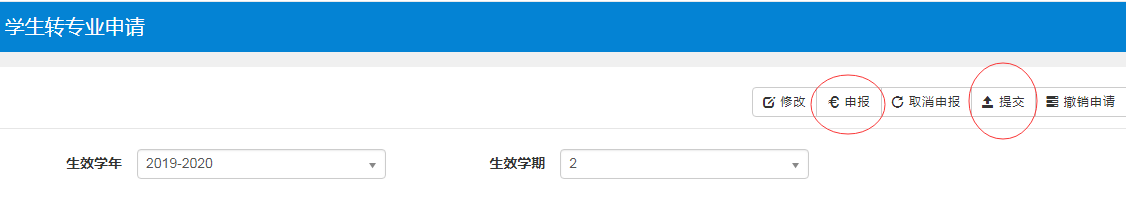 学生转专业申请
修改 申报 取消申报 提交 撤销申请
生效学年 2019-2020 生效学期 2